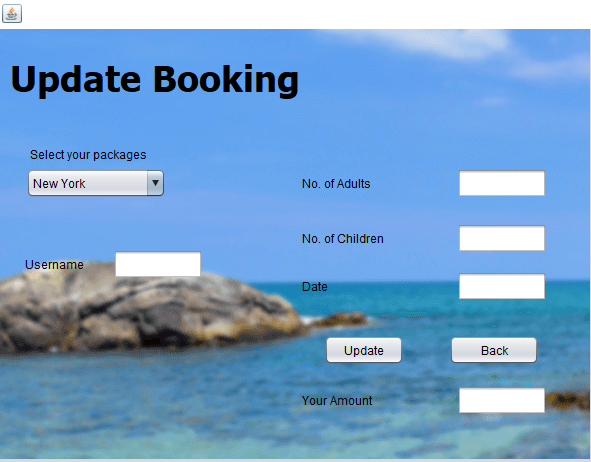 Update Booking
Select your packages
New York
No. of Adults
No. of Children
Username
Date
Update
Back
Your Amount